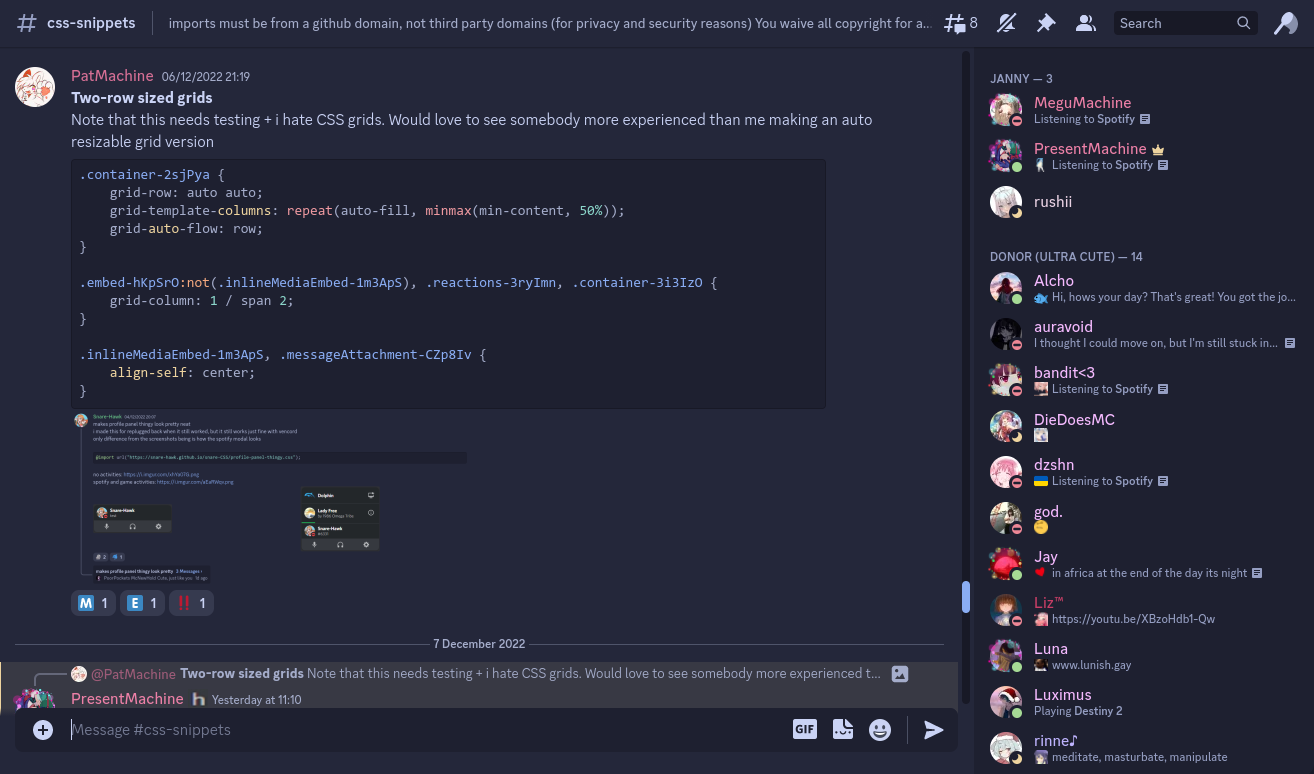 css-snippets
imports must be from a github domain, not third party domains (for privacy and security reasons) You waive all copyright for a...
8
Search
PatMachine 06/12/2022 21:19
Two-row sized grids
Note that this needs testing + i hate CSS grids. Would love to see somebody more experienced than me making an auto
resizable grid version
.container-2sjPya {
    grid-row: auto auto;
    grid-template-columns: repeat(auto-fill, minmax(min-content, 50%));
    grid-auto-flow: row;
}
.embed-hKpSrO:not(.inlineMediaEmbed-1m3ApS), .reactions-3ryImn, .container-3i3IzO {
    grid-column: 1 / span 2;
}
.inlineMediaEmbed-1m3ApS, .messageAttachment-CZp8Iv {
    align-self: center;
}
Snare-Hawk
makes profile panel thingy look pretty neat
i made this for replugged back when it still worked, but it still works just fine with vencord
only difference from the screenshots being is how the spotify modal looks
@import url("https://snare-hawk.github.io/snare-CSS/profile-panel-thingy.css");
no activities:
spotify and game activities:
Snare-Hawk
Dolphin
Lady Free
Snare-Hawk
2 1
makes profile panel thingy look pretty 3 Messages ›
M 1 E 1 !! 1
7 December 2022
@PatMachine Two-row sized grids Note that this needs testing + i hate CSS grids. Would love to see somebody more experienced t...
PresentMachine h Yesterday at 11:10
Message #css-snippets
GIF
JANNY — 3
MeguMachine
Listening to Spotify
PresentMachine
Listening to Spotify
rushii
DONOR (ULTRA CUTE) — 14
Alcho
Hi, hows your day? That's great! You got the jo...
auravoid
I thought I could move on, but I'm still stuck in...
bandit<3
Listening to Spotify
DieDoesMC
dzshn
Listening to Spotify
god.
Jay
in africa at the end of the day its night
Liz™
https://youtu.be/XBzoHdb1-Qw
Luna
www.lunish.gay
Luximus
Playing Destiny 2
rinne♪
meditate, masturbate, manipulate